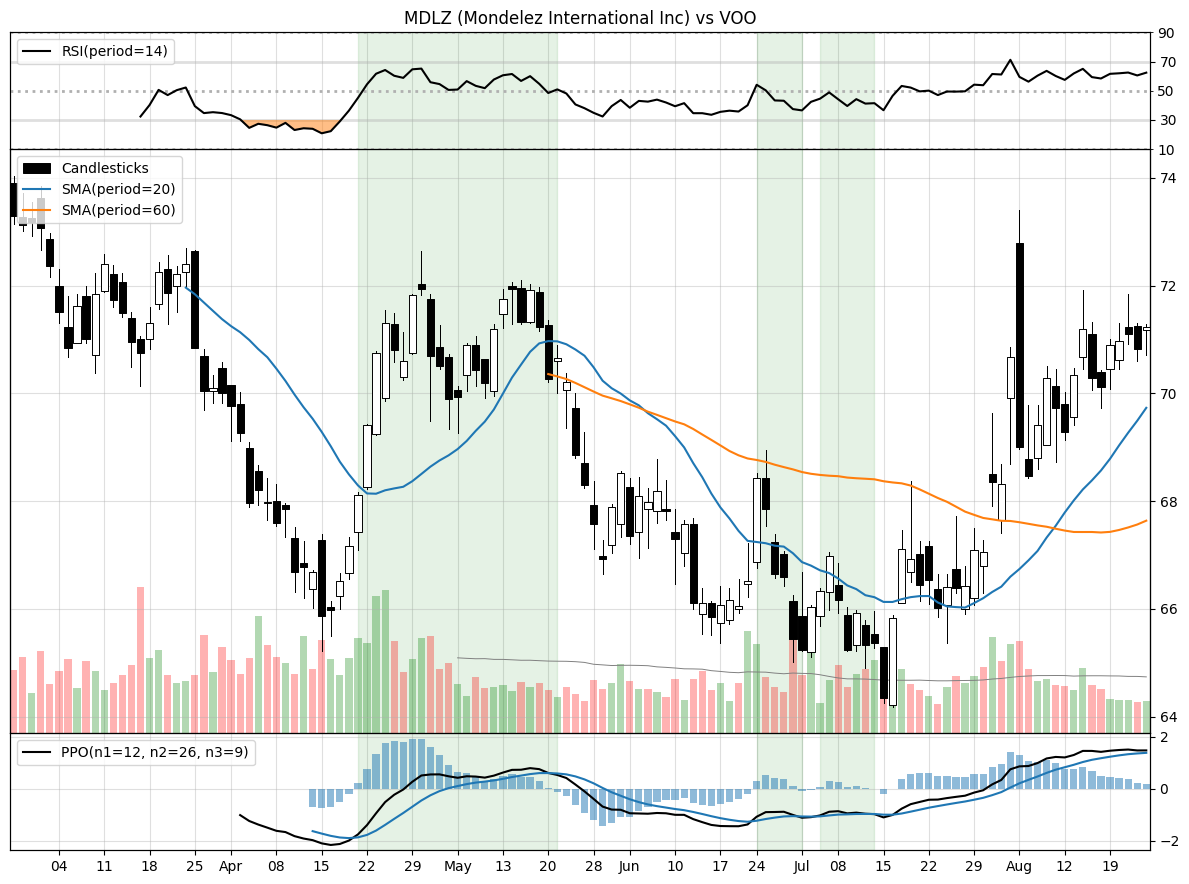 MDLZ (Mondelez International Inc) vs VOO
RSI(period=14)
90
70
50
30
10
Candlesticks
SMA(period=20)
SMA(period=60)
74
72
70
68
66
64
PPO(n1=12, n2=26, n3=9)
2
0
−2
04 11 18 25 Apr 08 15 22 29 May 13 20 28 Jun 10 17 24 Jul 08 15 22 29 Aug 12 19